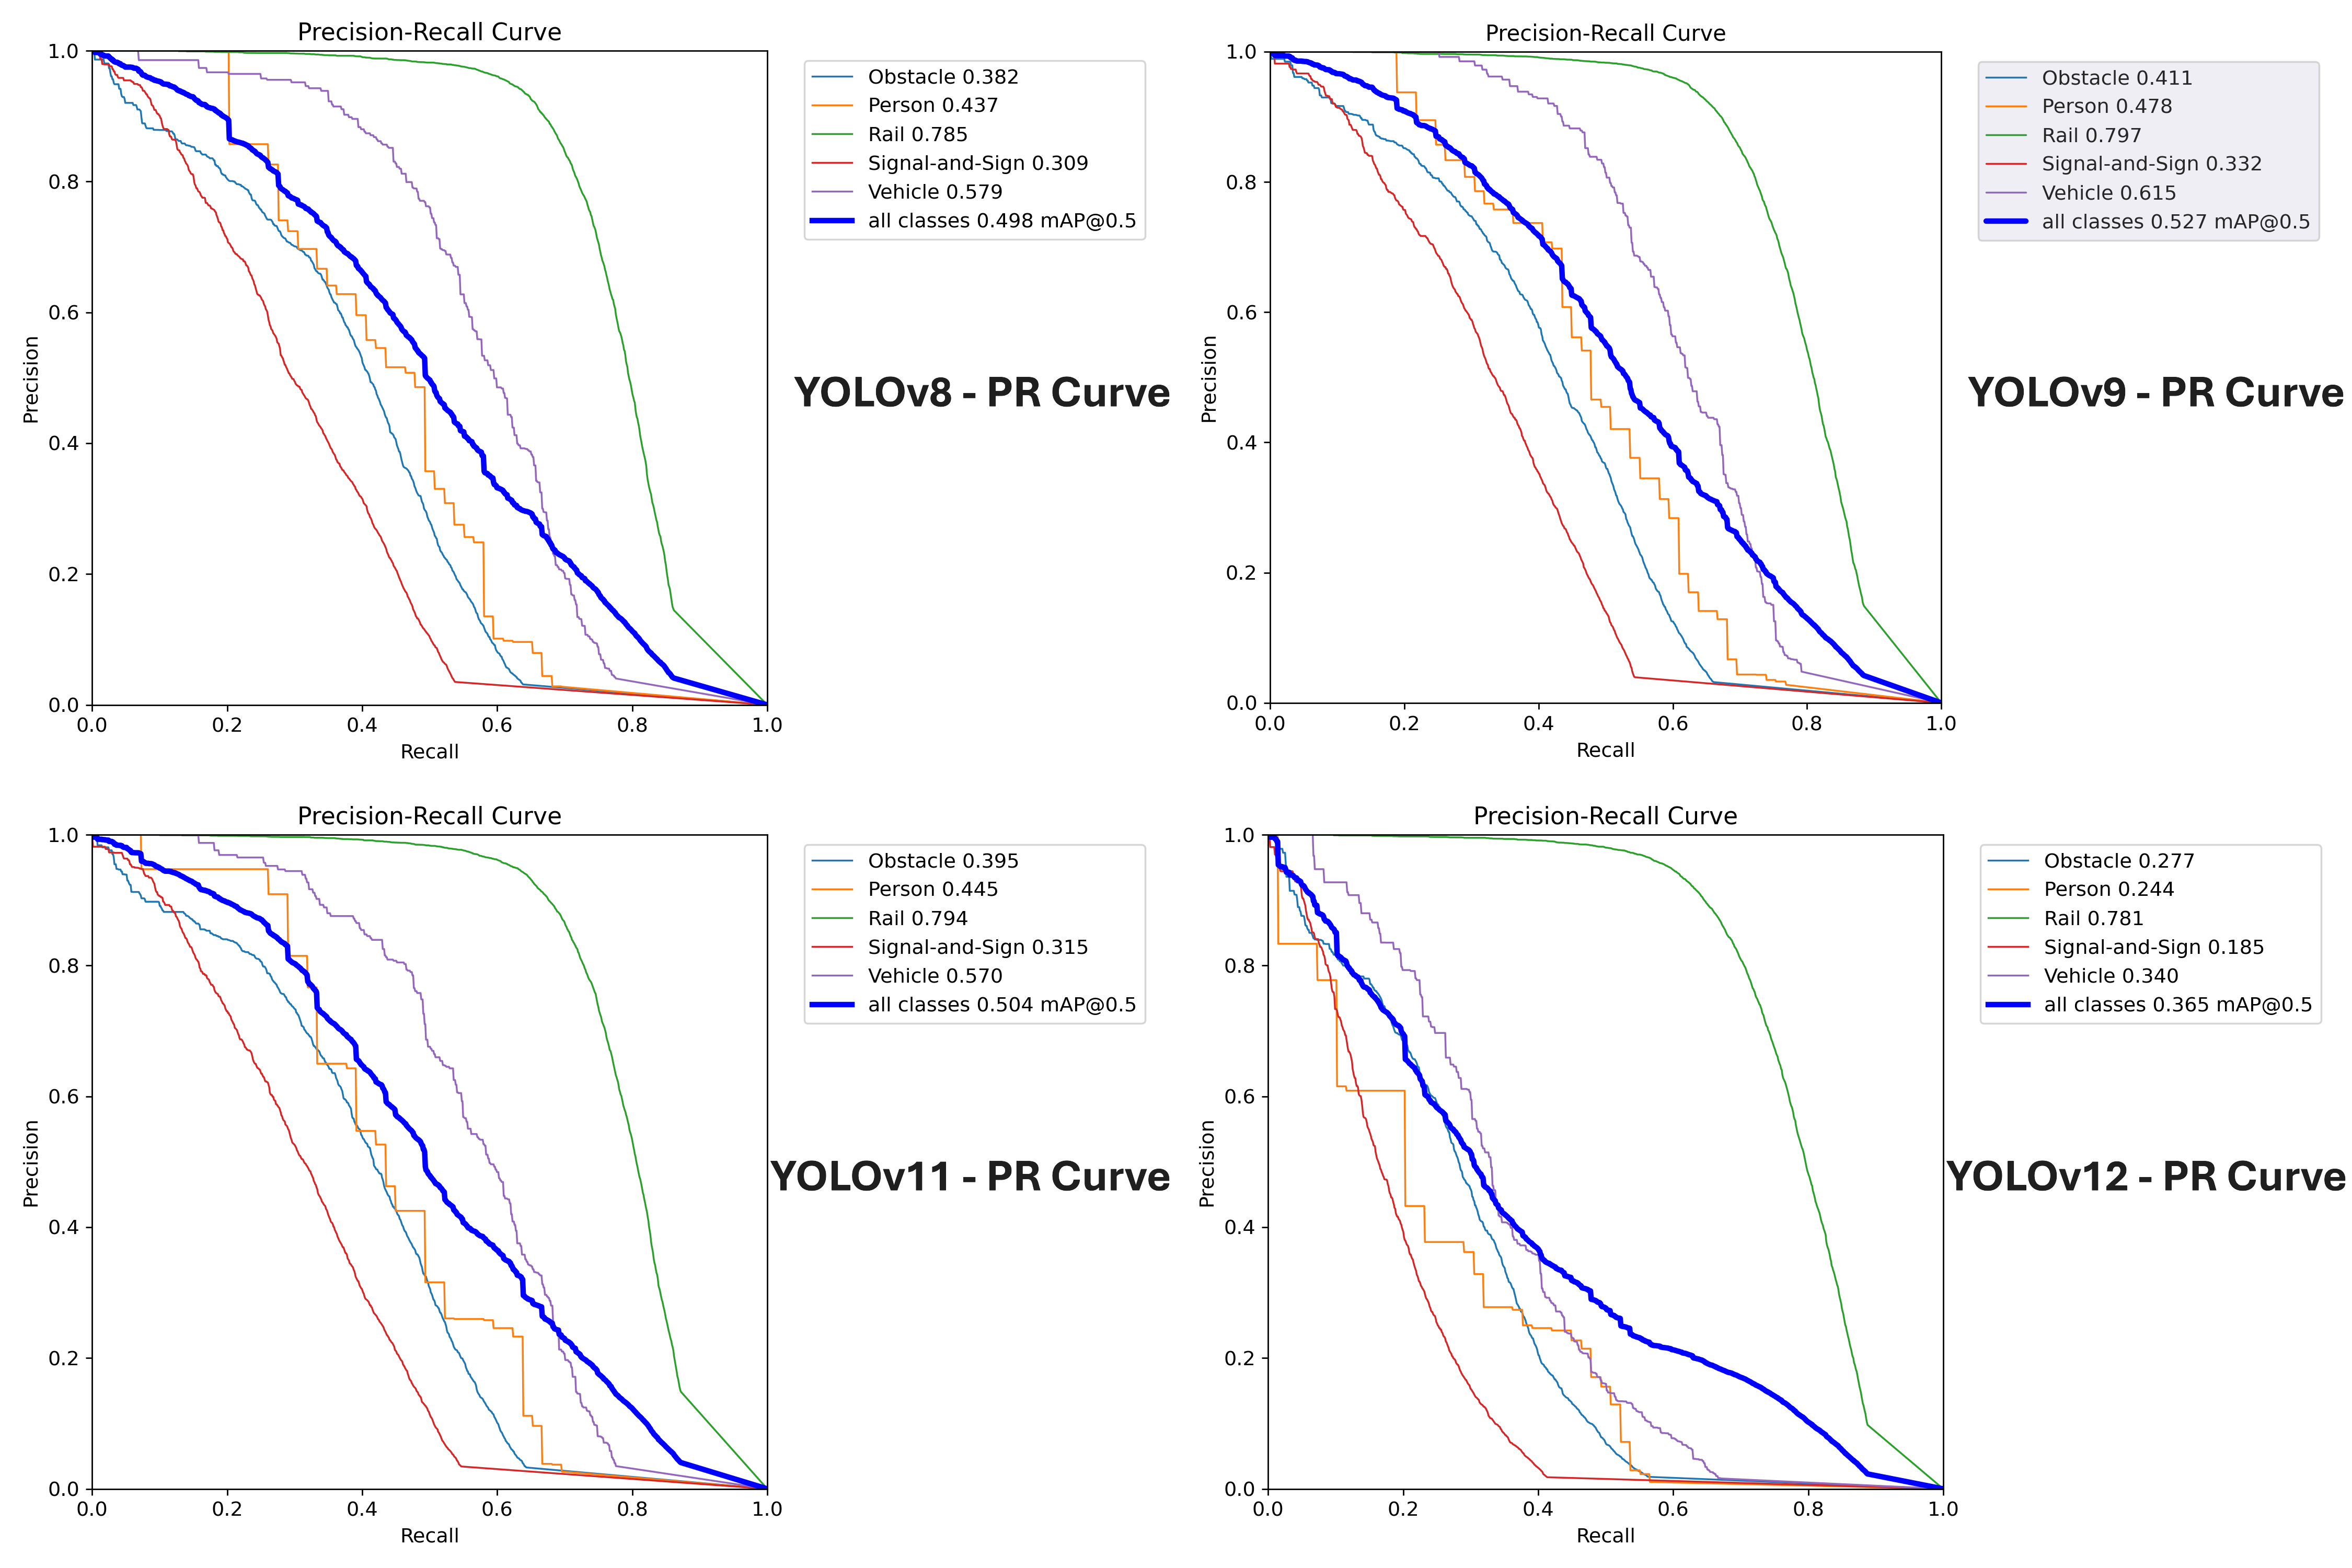 Precision-Recall Curve
1.0
0.8
0.6
0.4
0.2
0.0
Precision
0.0 0.2 0.4 0.6 0.8 1.0
Recall
Obstacle 0.382
Person 0.437
Rail 0.785
Signal-and-Sign 0.309
Vehicle 0.579
all classes 0.498 mAP@0.5
YOLOv8 - PR Curve
Precision-Recall Curve
1.0
0.8
0.6
0.4
0.2
0.0
Precision
0.0 0.2 0.4 0.6 0.8 1.0
Recall
Obstacle 0.411
Person 0.478
Rail 0.797
Signal-and-Sign 0.332
Vehicle 0.615
all classes 0.527 mAP@0.5
YOLOv9 - PR Curve
Precision-Recall Curve
1.0
0.8
0.6
0.4
0.2
0.0
Precision
0.0 0.2 0.4 0.6 0.8 1.0
Recall
Obstacle 0.395
Person 0.445
Rail 0.794
Signal-and-Sign 0.315
Vehicle 0.570
all classes 0.504 mAP@0.5
YOLOv11 - PR Curve
Precision-Recall Curve
1.0
0.8
0.6
0.4
0.2
0.0
Precision
0.0 0.2 0.4 0.6 0.8 1.0
Recall
Obstacle 0.277
Person 0.244
Rail 0.781
Signal-and-Sign 0.185
Vehicle 0.340
all classes 0.365 mAP@0.5
YOLOv12 - PR Curve